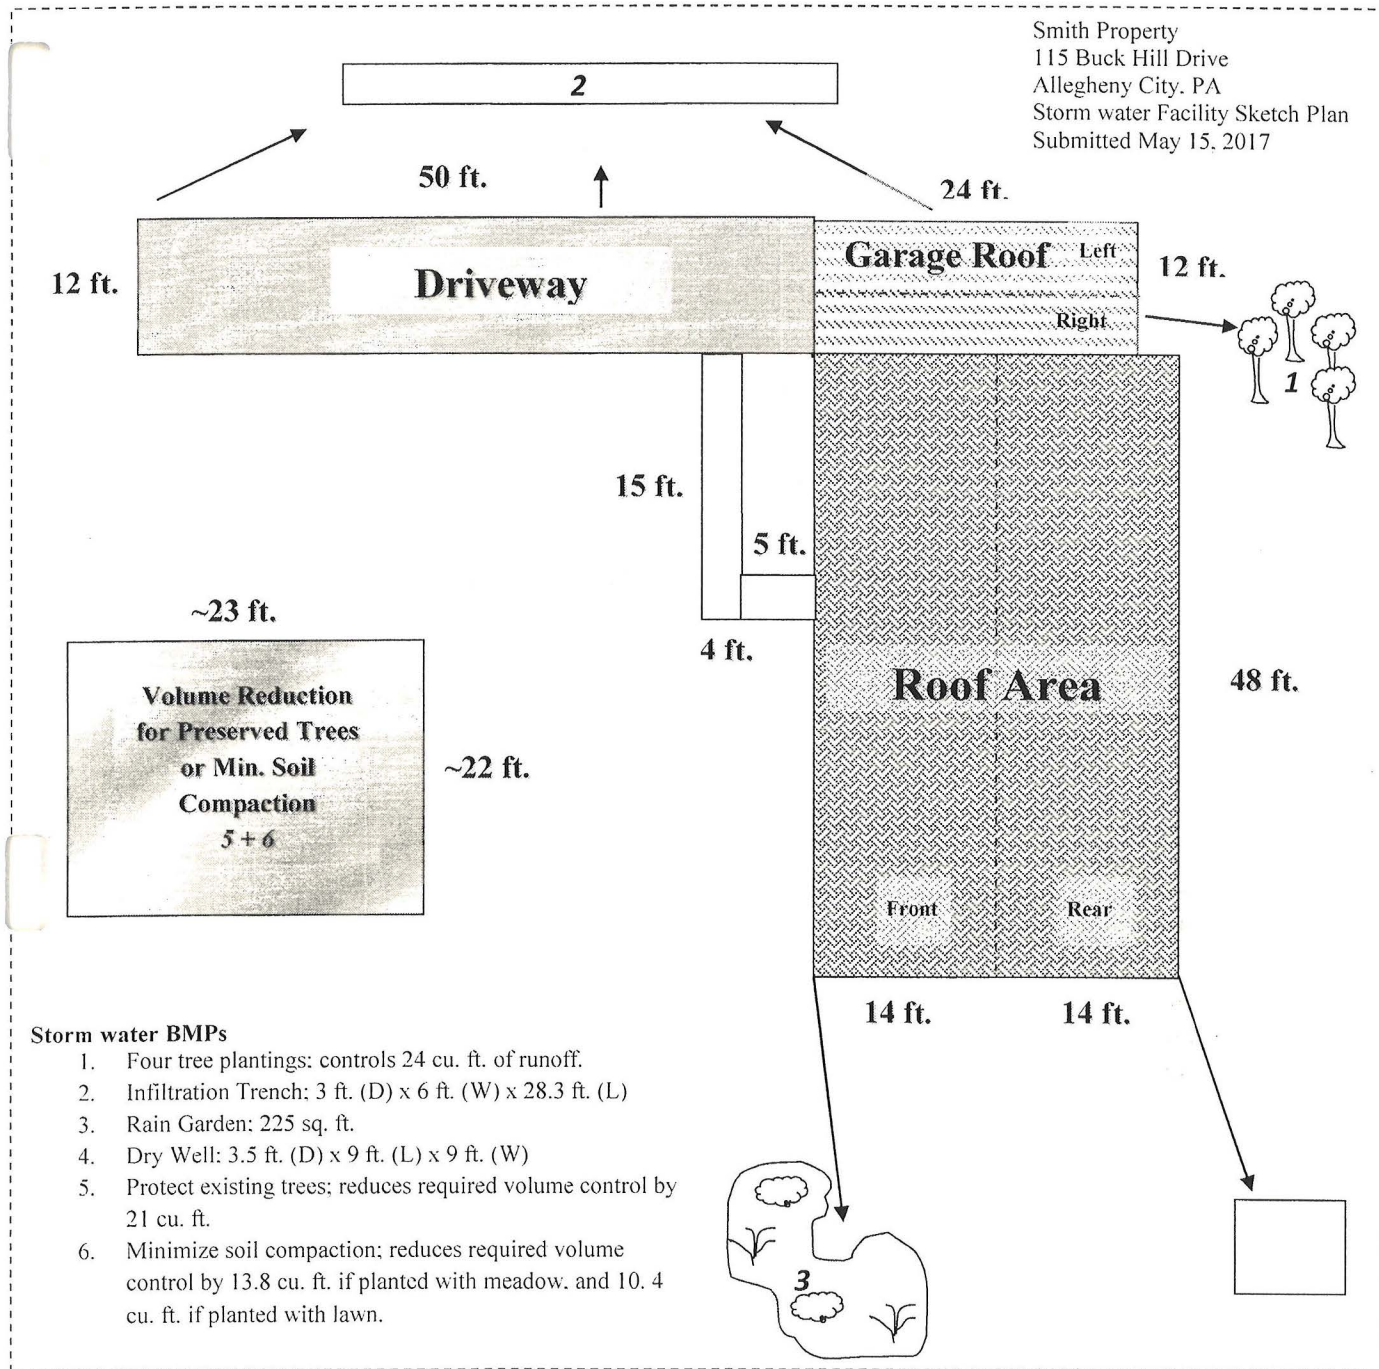 Smith Property
115 Buck Hill Drive
Allegheny City. PA
Storm water Facility Sketch Plan
Submitted May 15, 2017
2
50 ft.
24 ft.
12 ft.
Driveway
Garage Roof
Left
Right
12 ft.
1
15 ft.
5 ft.
4 ft.
~23 ft.
Volume Reduction
for Preserved Trees
or Min. Soil
Compaction
5 + 6
~22 ft.
Roof Area
48 ft.
Front
Rear
14 ft.
14 ft.
Storm water BMPs
1. Four tree plantings: controls 24 cu. ft. of runoff.
2. Infiltration Trench: 3 ft. (D) x 6 ft. (W) x 28.3 ft. (L)
3. Rain Garden: 225 sq. ft.
4. Dry Well: 3.5 ft. (D) x 9 ft. (L) x 9 ft. (W)
5. Protect existing trees; reduces required volume control by
21 cu. ft.
6. Minimize soil compaction; reduces required volume
control by 13.8 cu. ft. if planted with meadow. and 10. 4
cu. ft. if planted with lawn.
3